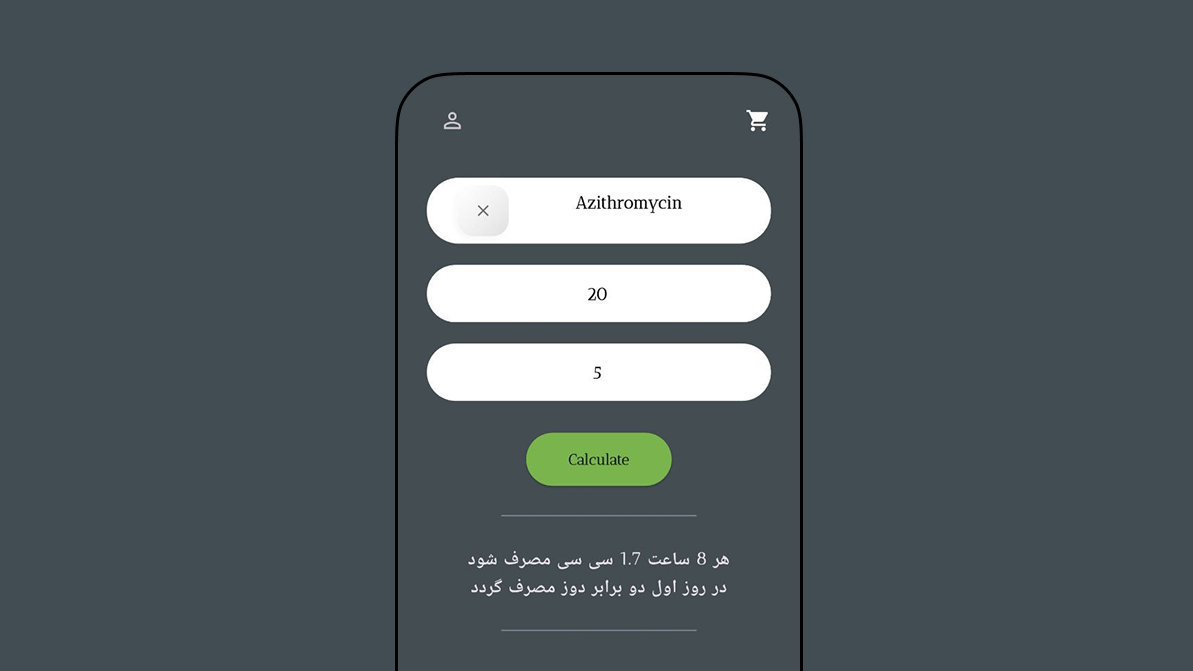 Azithromycin
20
5
Calculate
هر 8 ساعت 1.7 سی سی مصرف شود
در روز اول دو برابر دوز مصرف گردد